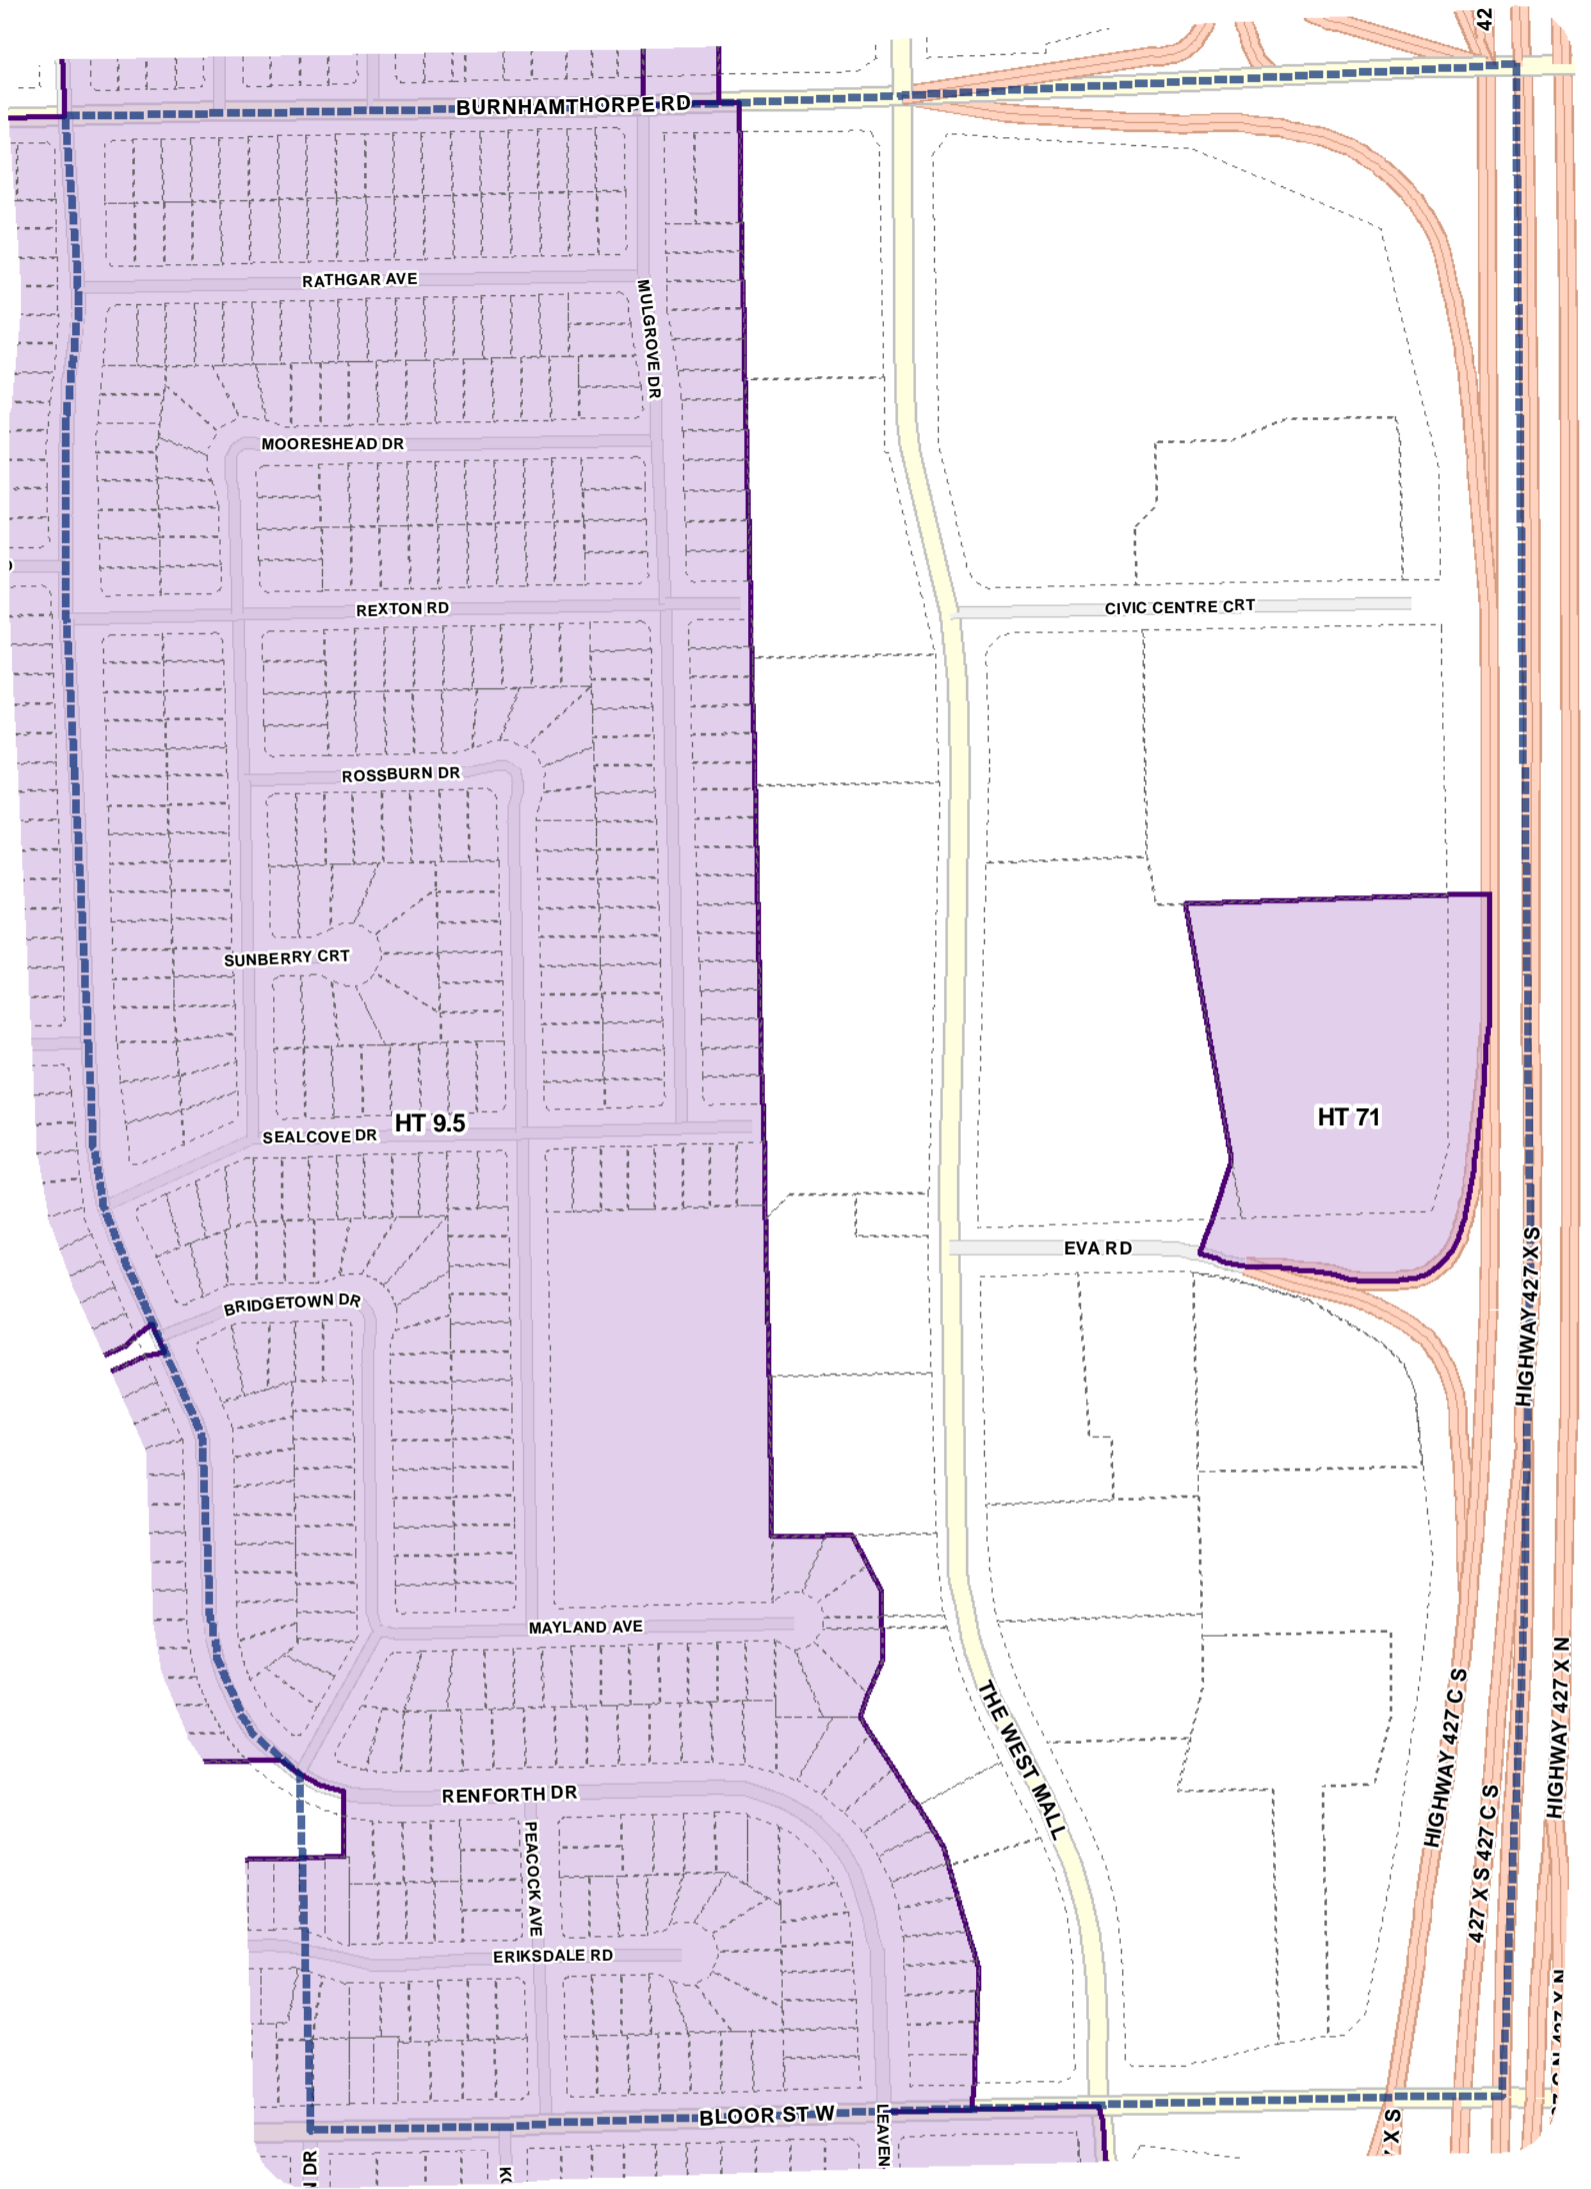 42
BURNHAMTHORPE RD
RATHGAR AVE
MULGROVE DR
MOORESHEAD DR
REXTON RD
CIVIC CENTRE CRT
ROSSBURN DR
SUNBERRY CRT
HT 9.5
SEALCOVE DR
HT 71
EVA RD
BRIDGETOWN DR
HIGHWAY 427 X S
MAYLAND AVE
THE WEST MALL
HIGHWAY 427 C S
HIGHWAY 427 X N
RENFORTH DR
427 X S 427 C S
PEACOCK AVE
ERIKSDALE RD
BLOOR ST W
LEAVEN
X S
DR